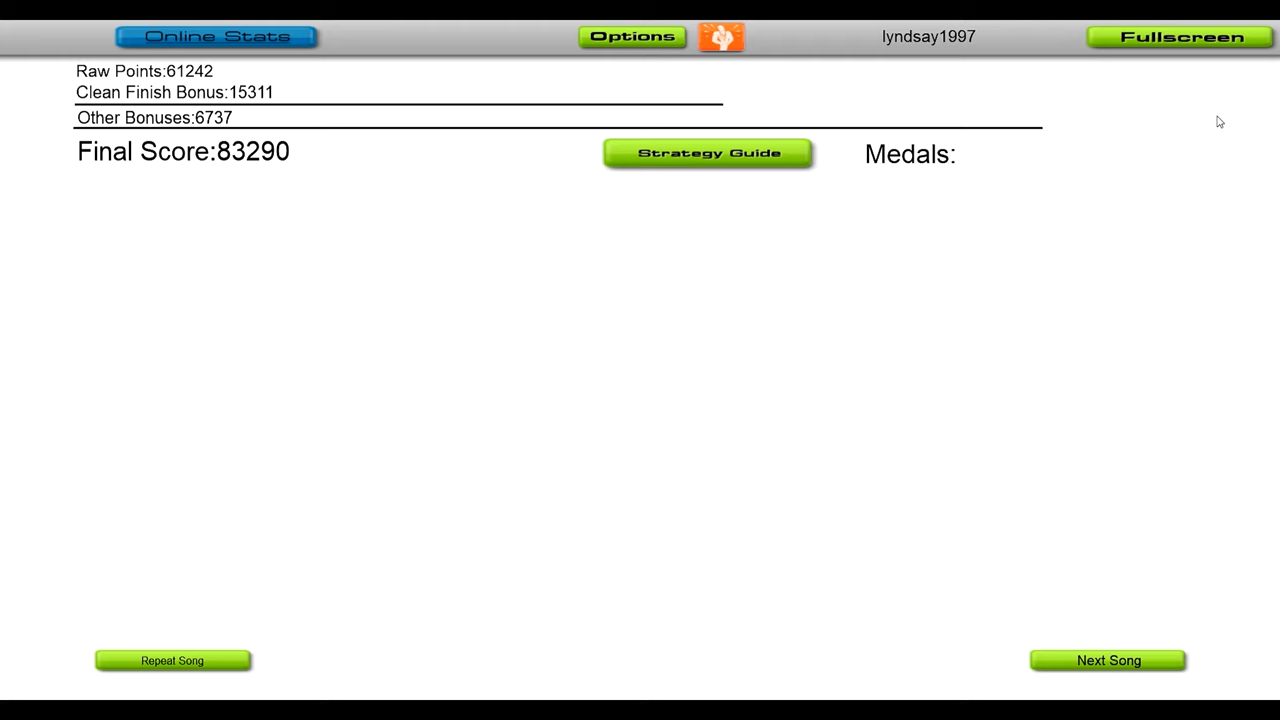 Online Stats
Options
lyndsay1997
Fullscreen
Raw Points:61242
Clean Finish Bonus:15311
Other Bonuses:6737
Final Score:83290
Strategy Guide
Medals:
Repeat Song
Next Song